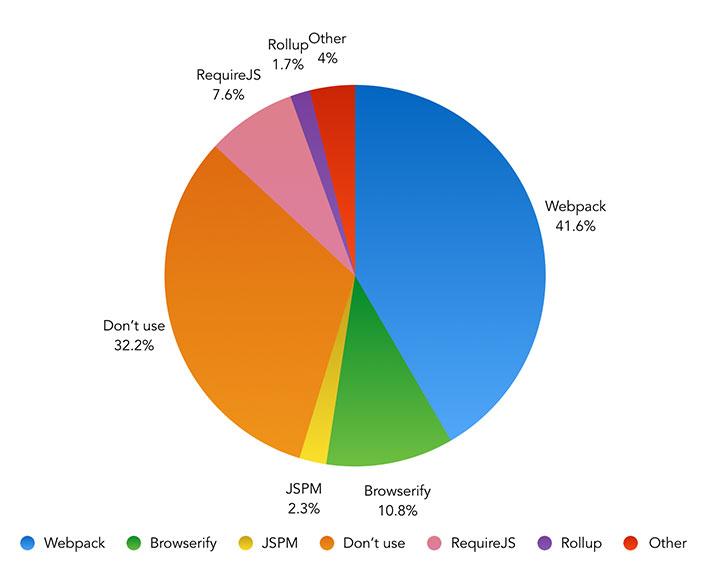 Other
4%
Rollup
1.7%
RequireJS
7.6%
Webpack
41.6%
Don’t use
32.2%
JSPM
2.3%
Browserify
10.8%
Webpack Browserify JSPM Don’t use RequireJS Rollup Other